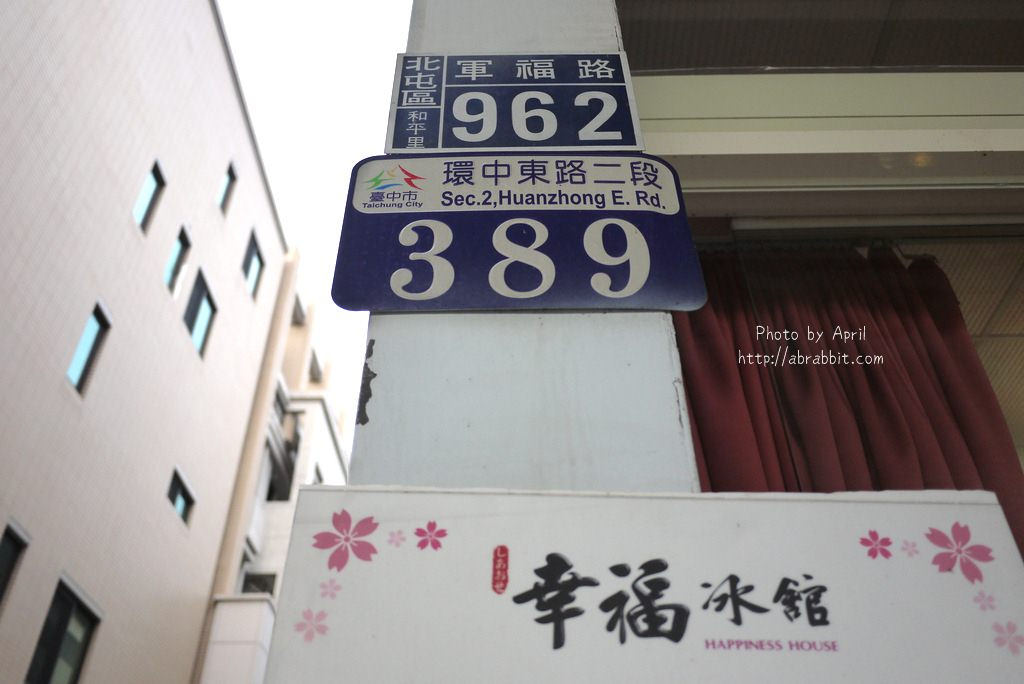 北屯區
和平里
軍福路
962
臺中市
Taichung City
環中東路二段
Sec.2,Huanzhong E. Rd.
389
Photo by April
http://abrabbit.com
しあわせ
幸福冰館
HAPPINESS HOUSE